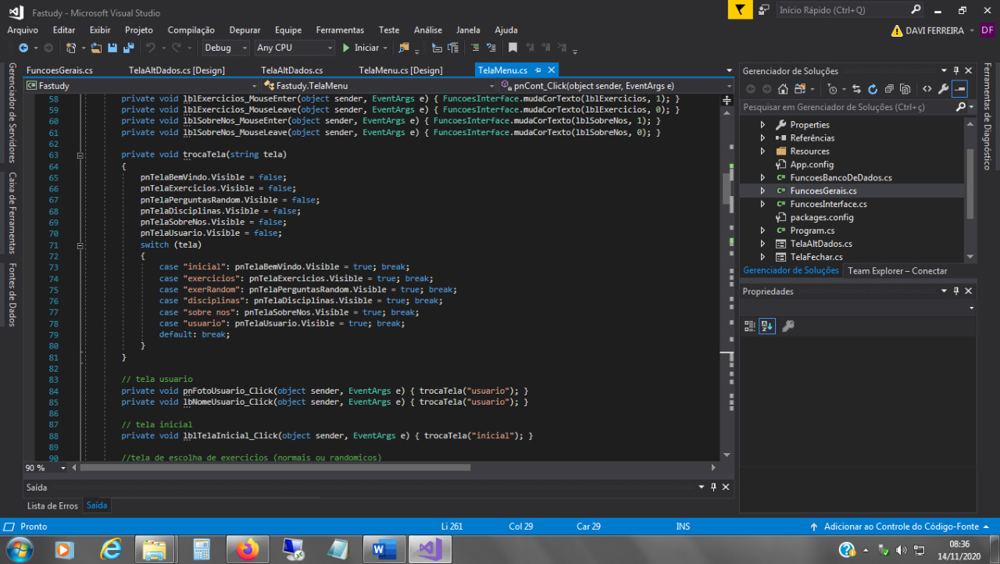 Fastudy - Microsoft Visual Studio
Início Rápido (Ctrl+Q)
Arquivo Editar Exibir Projeto Compilação Depurar Equipe Ferramentas Teste Análise Janela Ajuda
DAVI FERREIRA DF
Debug Any CPU Iniciar
Gerenciador de Servidores
Caixa de Ferramentas
Fontes de Dados
FuncoesGerais.cs TelaAltDados.cs [Design] TelaAltDados.cs TelaMenu.cs [Design] TelaMenu.cs
Fastudy Fastudy.TelaMenu pnCont_Click(object sender, EventArgs e)
58 private void lblExercicios_MouseEnter(object sender, EventArgs e) { FuncoesInterface.mudaCorTexto(lblExercicios, 1); }
59 private void lblExercicios_MouseLeave(object sender, EventArgs e) { FuncoesInterface.mudaCorTexto(lblExercicios, 0); }
60 private void lblSobreNos_MouseEnter(object sender, EventArgs e) { FuncoesInterface.mudaCorTexto(lblSobreNos, 1); }
61 private void lblSobreNos_MouseLeave(object sender, EventArgs e) { FuncoesInterface.mudaCorTexto(lblSobreNos, 0); }
62
63 private void trocaTela(string tela)
64 {
65 pnTelaBemVindo.Visible = false;
66 pnTelaExercicios.Visible = false;
67 pnTelaPerguntasRandom.Visible = false;
68 pnTelaDisciplinas.Visible = false;
69 pnTelaSobreNos.Visible = false;
70 pnTelaUsuario.Visible = false;
71 switch (tela)
72 {
73 case "inicial": pnTelaBemVindo.Visible = true; break;
74 case "exercicios": pnTelaExercicios.Visible = true; break;
75 case "exerRandom": pnTelaPerguntasRandom.Visible = true; break;
76 case "disciplinas": pnTelaDisciplinas.Visible = true; break;
77 case "sobre nos": pnTelaSobreNos.Visible = true; break;
78 case "usuario": pnTelaUsuario.Visible = true; break;
79 default: break;
80 }
81 }
82
83 // tela usuario
84 private void pnFotoUsuario_Click(object sender, EventArgs e) { trocaTela("usuario"); }
85 private void lbNomeUsuario_Click(object sender, EventArgs e) { trocaTela("usuario"); }
86
87 // tela inicial
88 private void lblTelaInicial_Click(object sender, EventArgs e) { trocaTela("inicial"); }
89
90 //tela de escolha de exercicios (normais ou randomicos)
90 %
Saída
Lista de Erros Saída
Gerenciador de Soluções
Pesquisar em Gerenciador de Soluções (Ctrl+ç)
Properties
Referências
Resources
App.config
FuncoesBancoDeDados.cs
FuncoesGerais.cs
FuncoesInterface.cs
packages.config
Program.cs
TelaAltDados.cs
TelaFechar.cs
Gerenciador de Soluções Team Explorer – Conectar
Propriedades
Ferramentas de Diagnóstico
Pronto Li 261 Col 29 Car 29 INS Adicionar ao Controle do Código-Fonte
08:36
14/11/2020